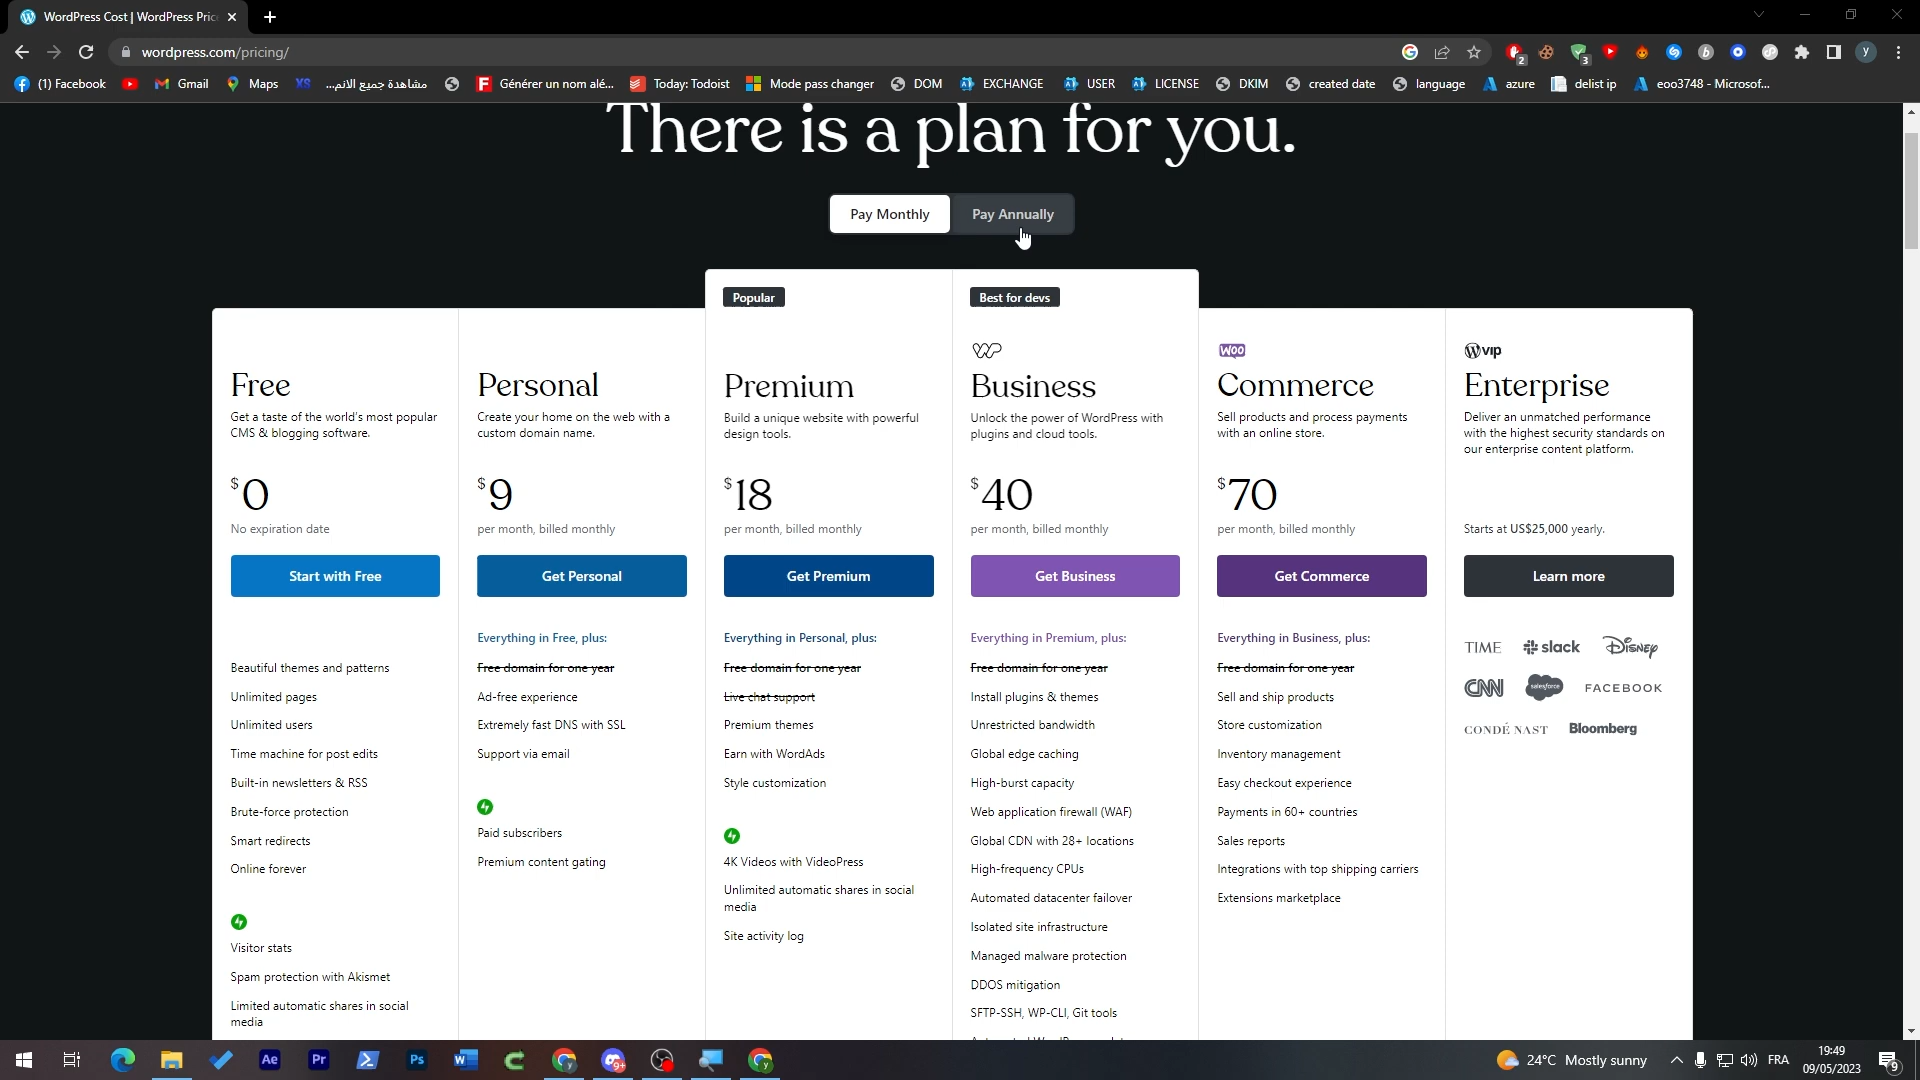 WordPress Cost | WordPress Pric
wordpress.com/pricing/
2
3
y
(1) Facebook
Gmail
Maps
XS
مشاهدة جميع الانم...
Générer un nom alé...
Today: Todoist
Mode pass changer
DOM
EXCHANGE
USER
LICENSE
DKIM
created date
language
azure
delist ip
eoo3748 - Microsof...
There is a plan for you.
Pay Monthly
Pay Annually
Popular
Best for devs
Free
Get a taste of the world's most popular
CMS & blogging software.
$0
No expiration date
Start with Free
Beautiful themes and patterns
Unlimited pages
Unlimited users
Time machine for post edits
Built-in newsletters & RSS
Brute-force protection
Smart redirects
Online forever
Visitor stats
Spam protection with Akismet
Limited automatic shares in social
media
Personal
Create your home on the web with a
custom domain name.
$9
per month, billed monthly
Get Personal
Everything in Free, plus:
Free domain for one year
Ad-free experience
Extremely fast DNS with SSL
Support via email
Paid subscribers
Premium content gating
Premium
Build a unique website with powerful
design tools.
$18
per month, billed monthly
Get Premium
Everything in Personal, plus:
Free domain for one year
Live chat support
Premium themes
Earn with WordAds
Style customization
4K Videos with VideoPress
Unlimited automatic shares in social
media
Site activity log
Business
Unlock the power of WordPress with
plugins and cloud tools.
$40
per month, billed monthly
Get Business
Everything in Premium, plus:
Free domain for one year
Install plugins & themes
Unrestricted bandwidth
Global edge caching
High-burst capacity
Web application firewall (WAF)
Global CDN with 28+ locations
High-frequency CPUs
Automated datacenter failover
Isolated site infrastructure
Managed malware protection
DDOS mitigation
SFTP-SSH, WP-CLI, Git tools
WOO
Commerce
Sell products and process payments
with an online store.
$70
per month, billed monthly
Get Commerce
Everything in Business, plus:
Free domain for one year
Sell and ship products
Store customization
Inventory management
Easy checkout experience
Payments in 60+ countries
Sales reports
Integrations with top shipping carriers
Extensions marketplace
vip
Enterprise
Deliver an unmatched performance
with the highest security standards on
our enterprise content platform.
Starts at US$25,000 yearly.
Learn more
TIME slack Disney
CNN salesforce FACEBOOK
CONDÉ NAST Bloomberg
Ae
Pr
Ps
9+
24°C Mostly sunny
FRA
19:49
09/05/2023
9